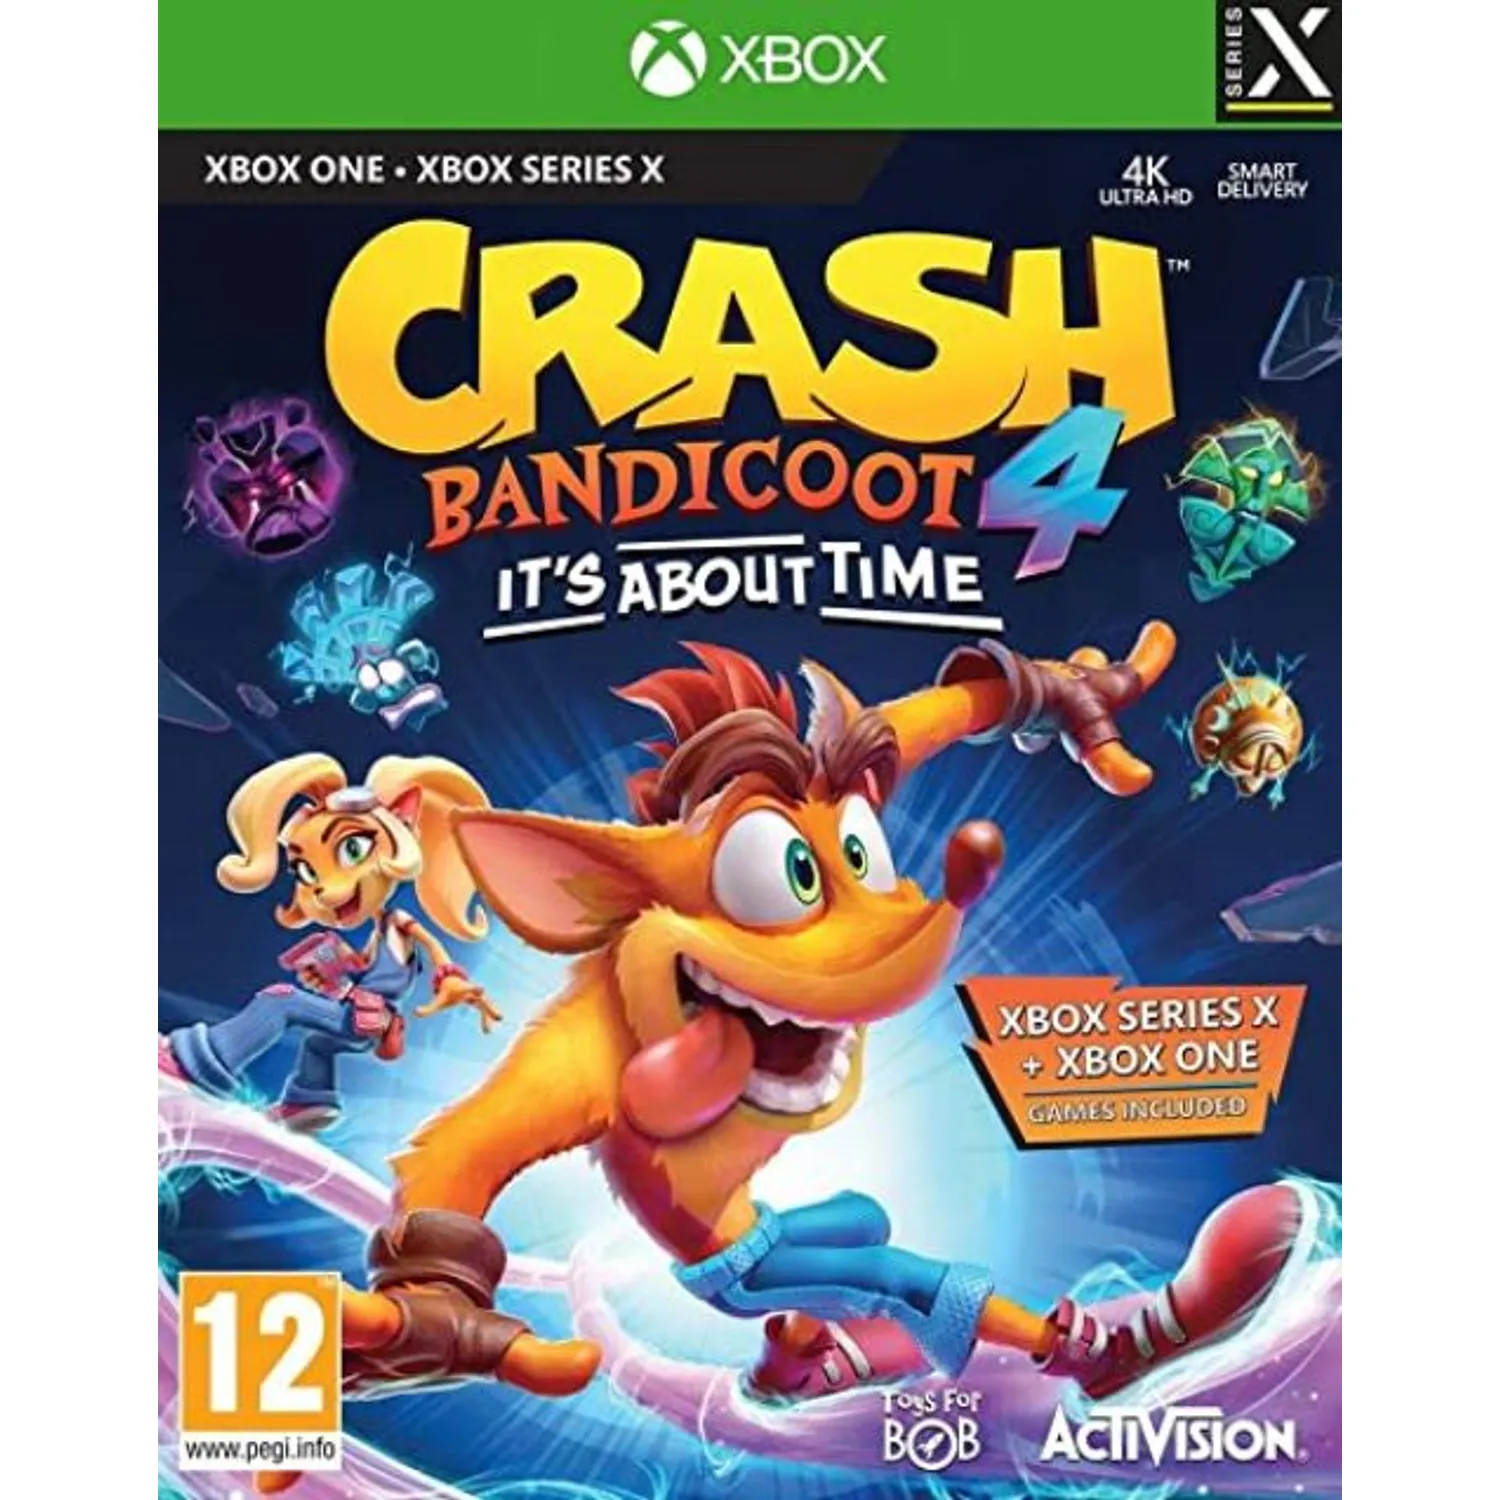 XBOX
SERIES X
XBOX ONE • XBOX SERIES X
4K
ULTRA HD
SMART
DELIVERY
CRASH™
BANDICOOT 4
IT'S ABOUT TIME
XBOX SERIES X
+ XBOX ONE
GAMES INCLUDED
12
www.pegi.info
TOYS FOR
BOB
ACTIVISION®